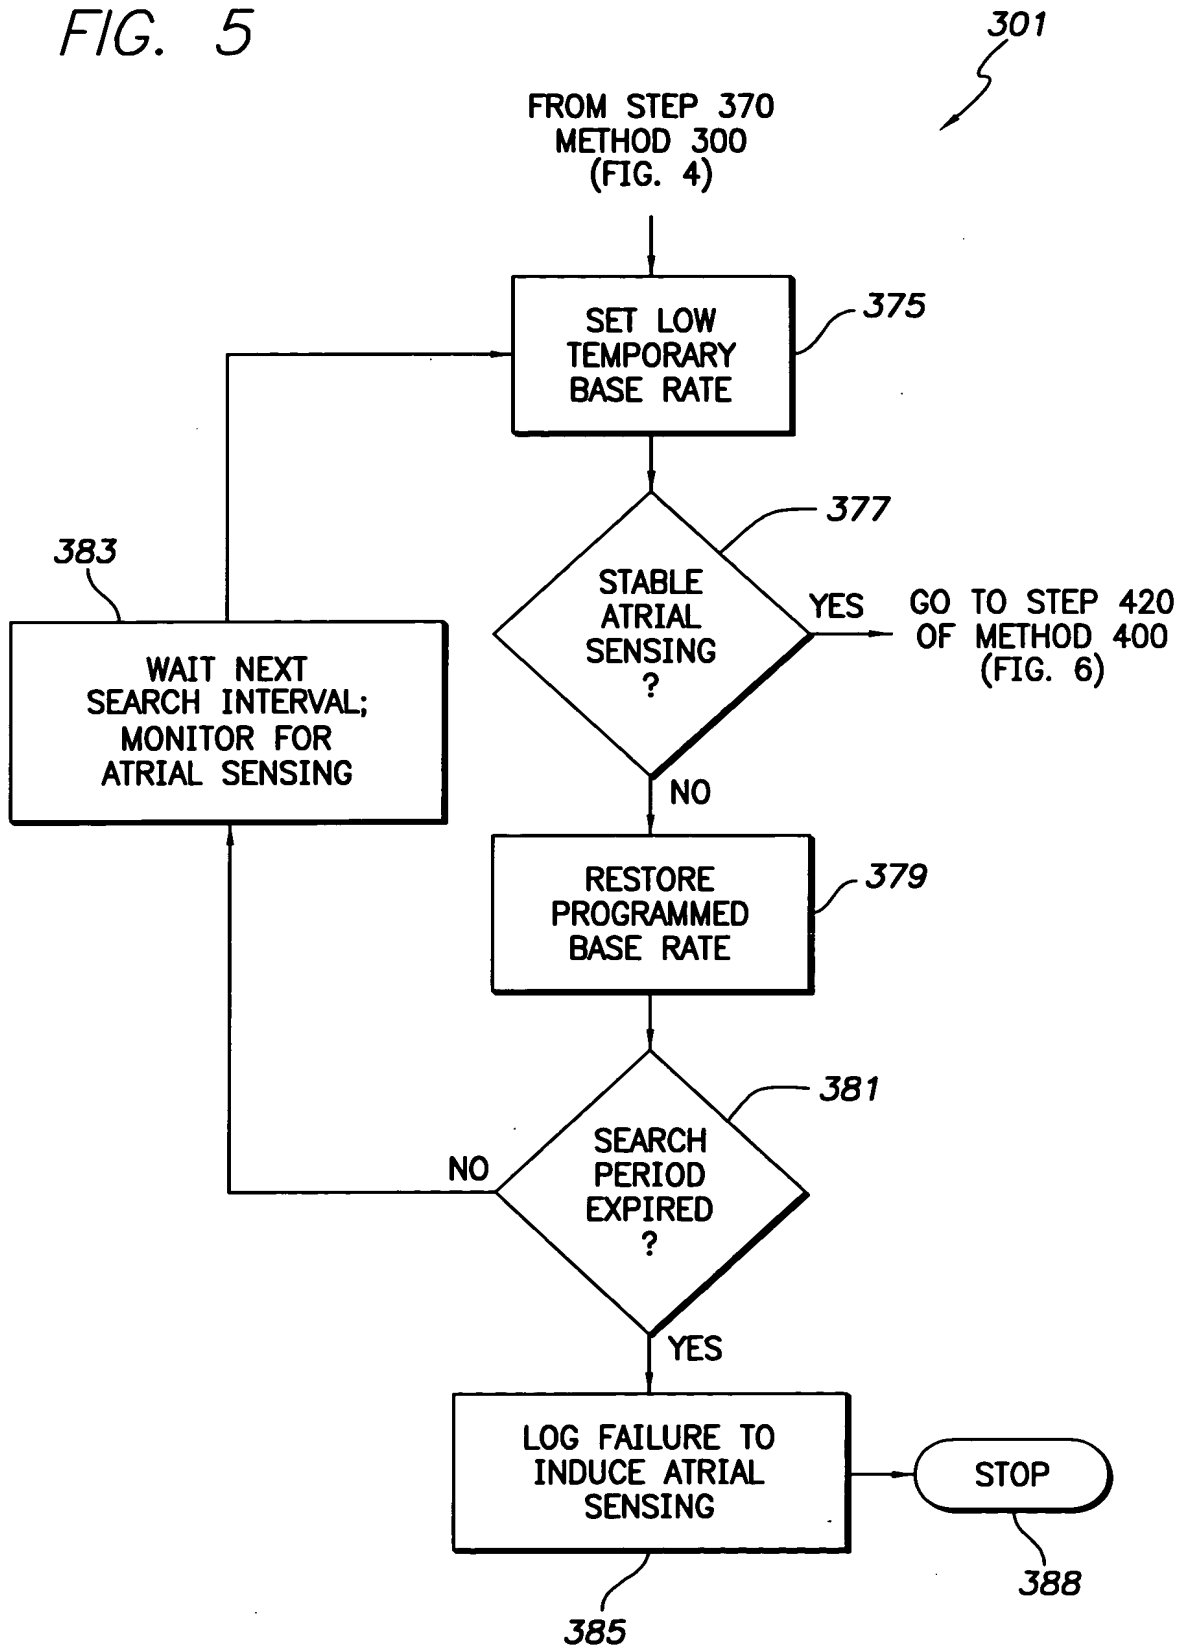 FIG. 5
301
FROM STEP 370
METHOD 300
(FIG. 4)
SET LOW
TEMPORARY
BASE RATE
375
377
STABLE
ATRIAL
SENSING
?
YES
GO TO STEP 420
OF METHOD 400
(FIG. 6)
383
WAIT NEXT
SEARCH INTERVAL;
MONITOR FOR
ATRIAL SENSING
NO
RESTORE
PROGRAMMED
BASE RATE
379
381
SEARCH
PERIOD
EXPIRED
?
NO
YES
LOG FAILURE TO
INDUCE ATRIAL
SENSING
STOP
388
385